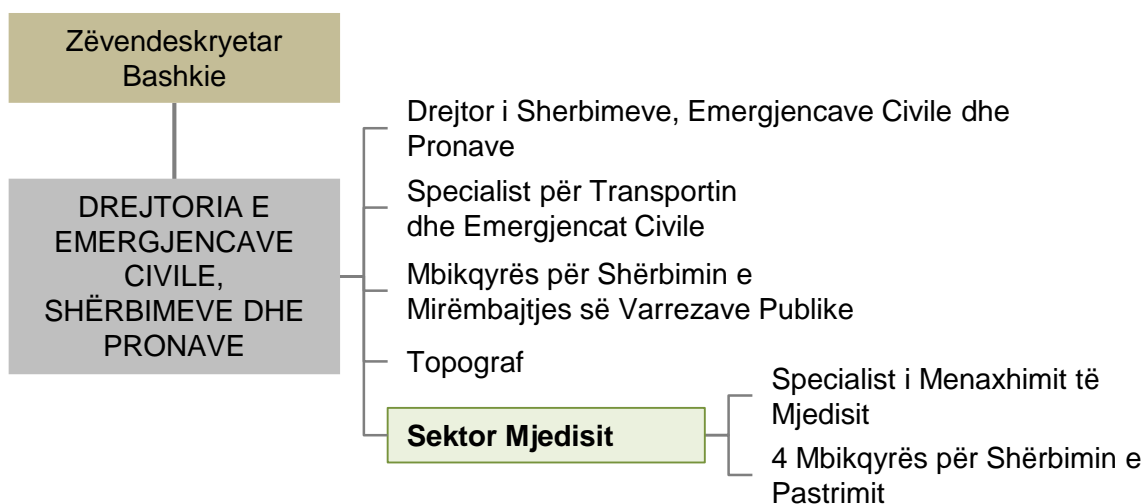 Zëvendeskryetar
Bashkie
DREJTORIA E
EMERGJENCAVE
CIVILE,
SHËRBIMEVE DHE
PRONAVE
Drejtor i Sherbimeve, Emergjencave Civile dhe
Pronave
Specialist për Transportin
dhe Emergjencat Civile
Mbikqyrës për Shërbimin e
Mirëmbajtjes së Varrezave Publike
Topograf
Sektor Mjedisit
Specialist i Menaxhimit të
Mjedisit
4 Mbikqyrës për Shërbimin e
Pastrimit